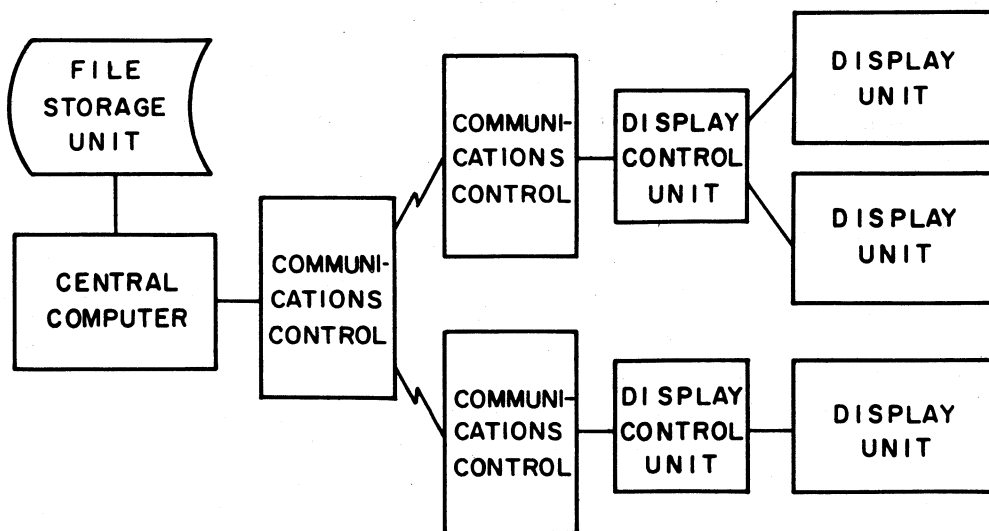 FILE
STORAGE
UNIT
CENTRAL
COMPUTER
COMMUNI-
CATIONS
CONTROL
COMMUNI-
CATIONS
CONTROL
DISPLAY
CONTROL
UNIT
DISPLAY
UNIT
DISPLAY
UNIT
COMMUNI-
CATIONS
CONTROL
DISPLAY
CONTROL
UNIT
DISPLAY
UNIT